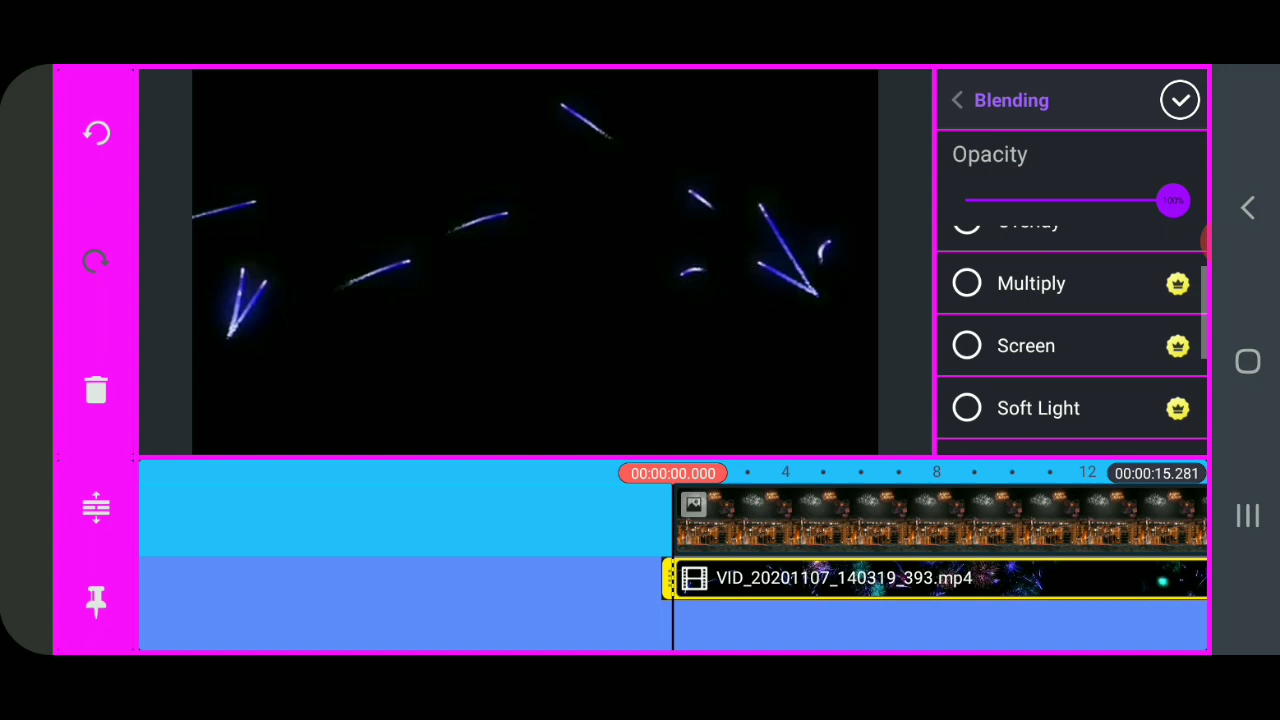 Blending
Opacity
100%
Overlay
Multiply
Screen
Soft Light
00:00:00.000
4
8
12
00:00:15.281
VID_20201107_140319_393.mp4